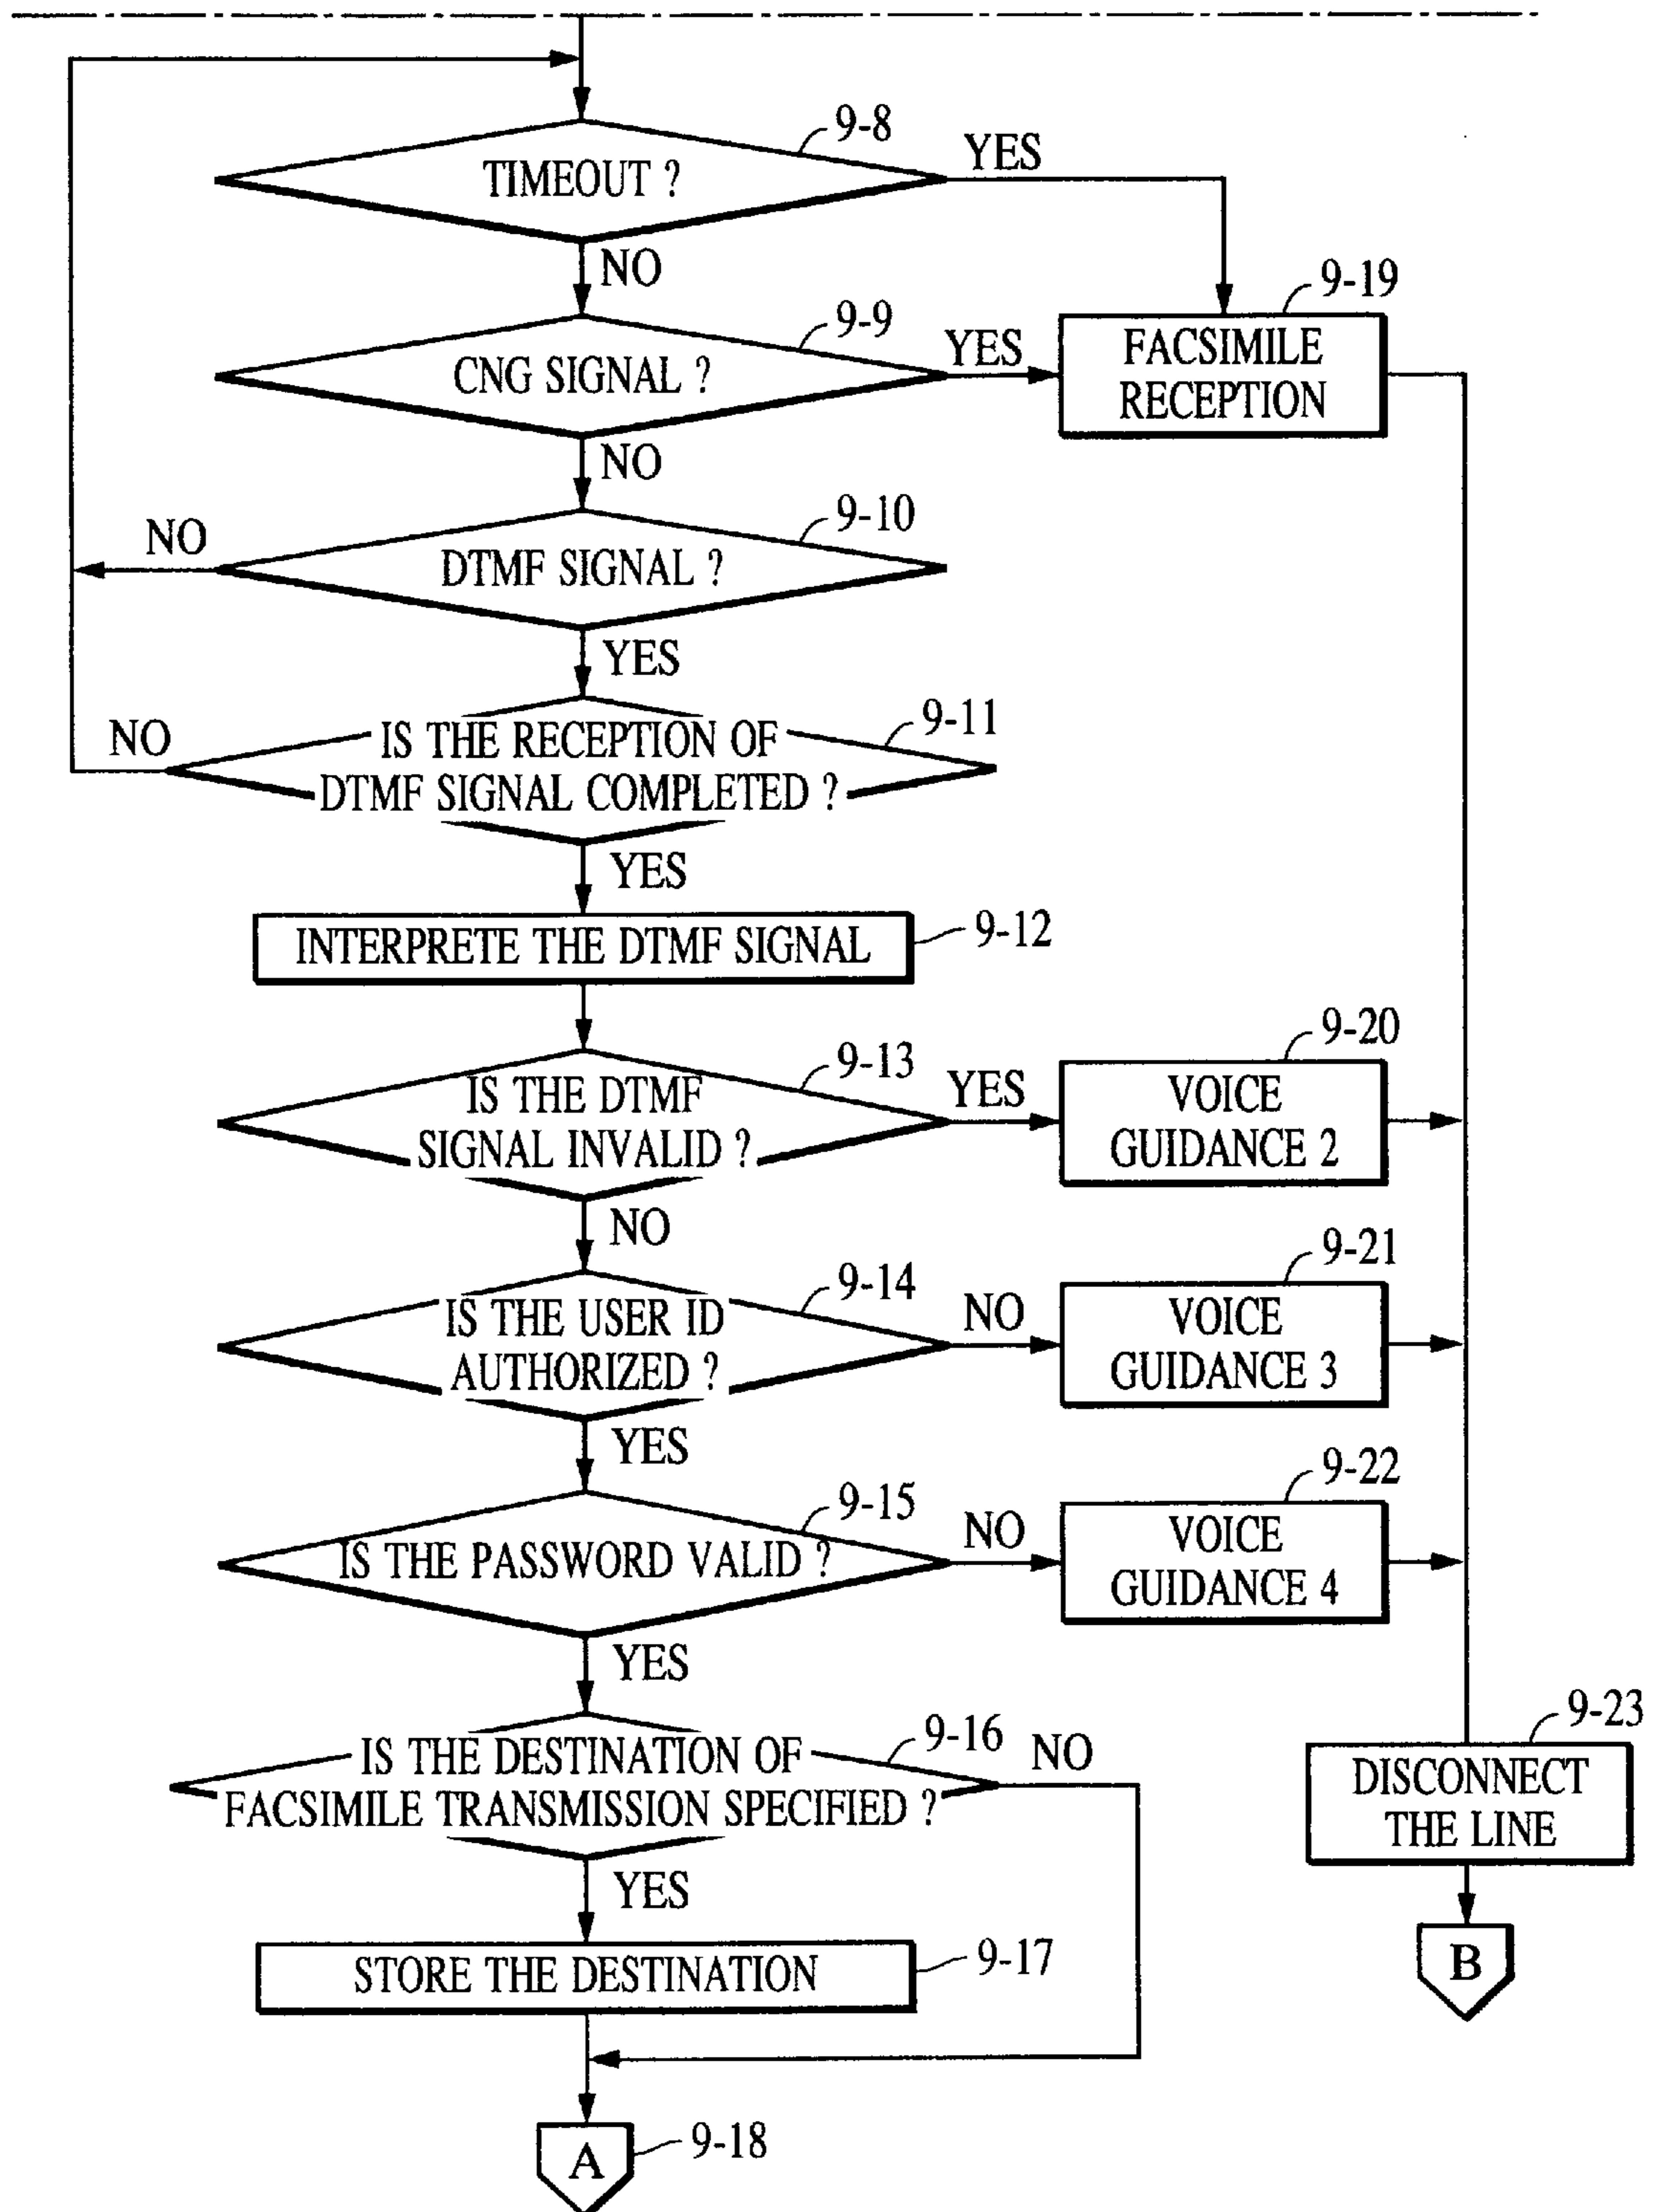 9-8
TIMEOUT ?
YES
NO
9-19
9-9
CNG SIGNAL ?
YES
FACSIMILE
RECEPTION
NO
9-10
NO
DTMF SIGNAL ?
YES
9-11
NO
IS THE RECEPTION OF
DTMF SIGNAL COMPLETED ?
YES
INTERPRETE THE DTMF SIGNAL
9-12
9-20
9-13
IS THE DTMF
SIGNAL INVALID ?
YES
VOICE
GUIDANCE 2
NO
9-21
9-14
IS THE USER ID
AUTHORIZED ?
NO
VOICE
GUIDANCE 3
YES
9-22
9-15
IS THE PASSWORD VALID ?
NO
VOICE
GUIDANCE 4
YES
9-23
9-16
IS THE DESTINATION OF
FACSIMILE TRANSMISSION SPECIFIED ?
NO
DISCONNECT
THE LINE
YES
STORE THE DESTINATION
9-17
B
A
9-18